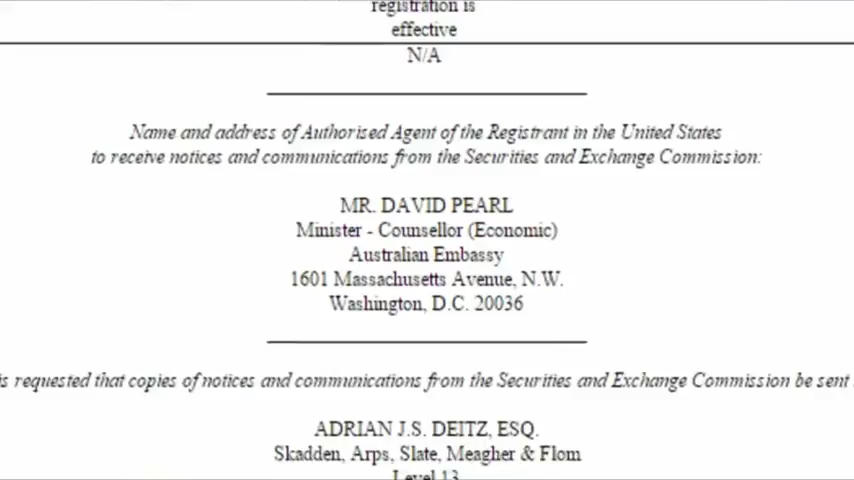 registration is
effective
N/A
Name and address of Authorised Agent of the Registrant in the United States
to receive notices and communications from the Securities and Exchange Commission:
MR. DAVID PEARL
Minister - Counsellor (Economic)
Australian Embassy
1601 Massachusetts Avenue, N.W.
Washington, D.C. 20036
is requested that copies of notices and communications from the Securities and Exchange Commission be sent
ADRIAN J.S. DEITZ, ESQ.
Skadden, Arps, Slate, Meagher & Flom
Level 13